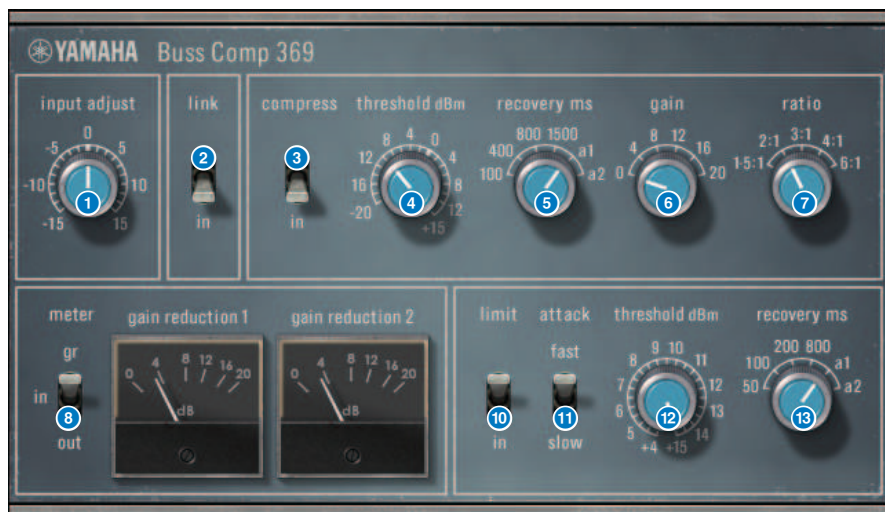 YAMAHA Buss Comp 369
input adjust
-15 -10 -5 0 5 10 15
1
link
2
in
compress
3
in
threshold dBm
-20 16 12 8 4 0 4 8 12 +15
4
recovery ms
100 400 800 1500 a1 a2
5
gain
0 4 8 12 16 20
6
ratio
1·5:1 2:1 3:1 4:1 6:1
7
meter
gr
in
8
out
gain reduction 1
0 4 8 12 16 20
dB
gain reduction 2
0 4 8 12 16 20
dB
limit
10
in
attack
fast
11
slow
threshold dBm
+4 5 6 7 8 9 10 11 12 13 14 +15
12
recovery ms
50 100 200 800 a1 a2
13